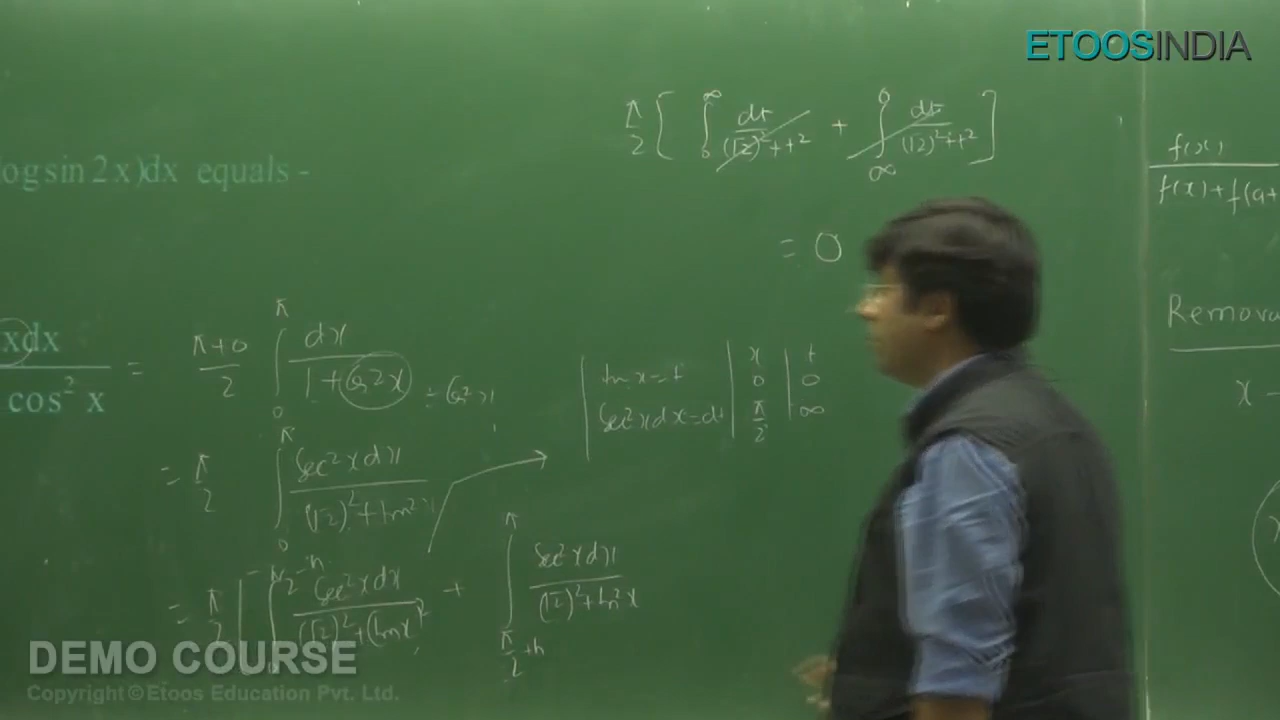 ETOOSINDIA
π/2 [ ∫₀^∞ dt/((√2)²+t²) + ∫_∞^0 dt/((√2)²+t²) ]
= 0
ogsin 2x)dx equals -
xdx / cos² x = π+0/2 ∫₀^π dx/(1+cos²x) ÷ cos²x
= π/2 ∫₀^π sec²x dx/((√2)²+tan²x)
tan x = t
sec²x dx = dt
x | t
0 | 0
π/2 | ∞
= π/2 [ ∫₀^(π/2-h) sec²x dx/((√2)²+(tan x)²) + ∫_(π/2+h)^π sec²x dx/((√2)²+tan²x)
f(x)
f(x)+f(a+
Remova
x -
DEMO COURSE
Copyright © Etoos Education Pvt. Ltd.